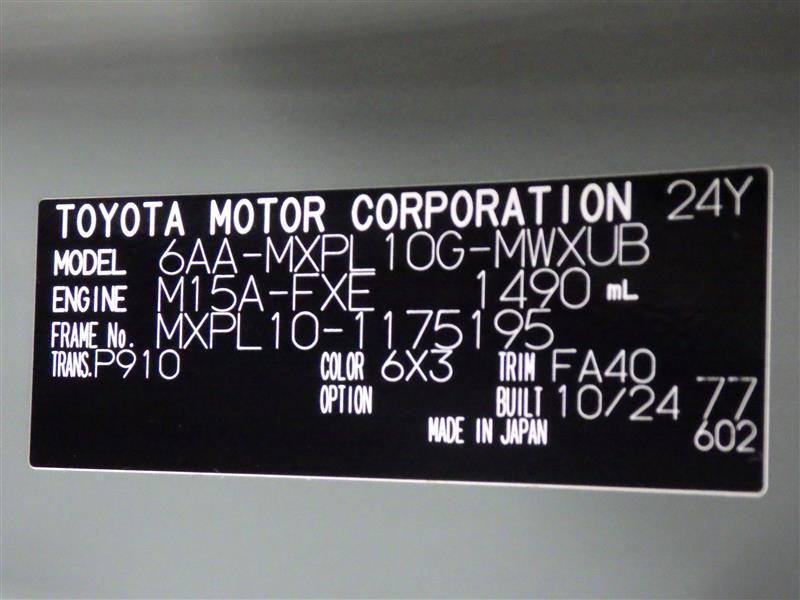 TOYOTA MOTOR CORPORATION 24Y
MODEL 6AA-MXPL10G-MWXUB
ENGINE M15A-FXE 1490 mL
FRAME No. MXPL10-1175195
TRANS. P910 COLOR 6X3 TRIM FA40
OPTION BUILT 10/24 77
MADE IN JAPAN 602